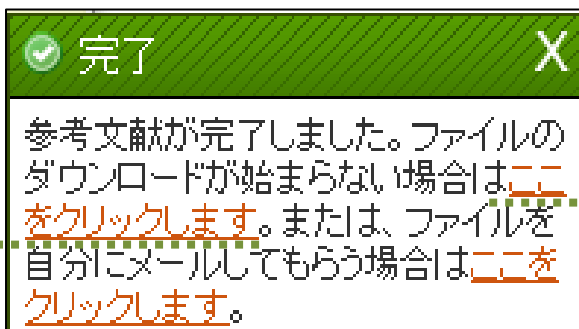 完了 X
参考文献が完了しました。ファイルの
ダウンロードが始まらない場合はここ
をクリックします。または、ファイルを
自分にメールしてもらう場合はここを
クリックします。